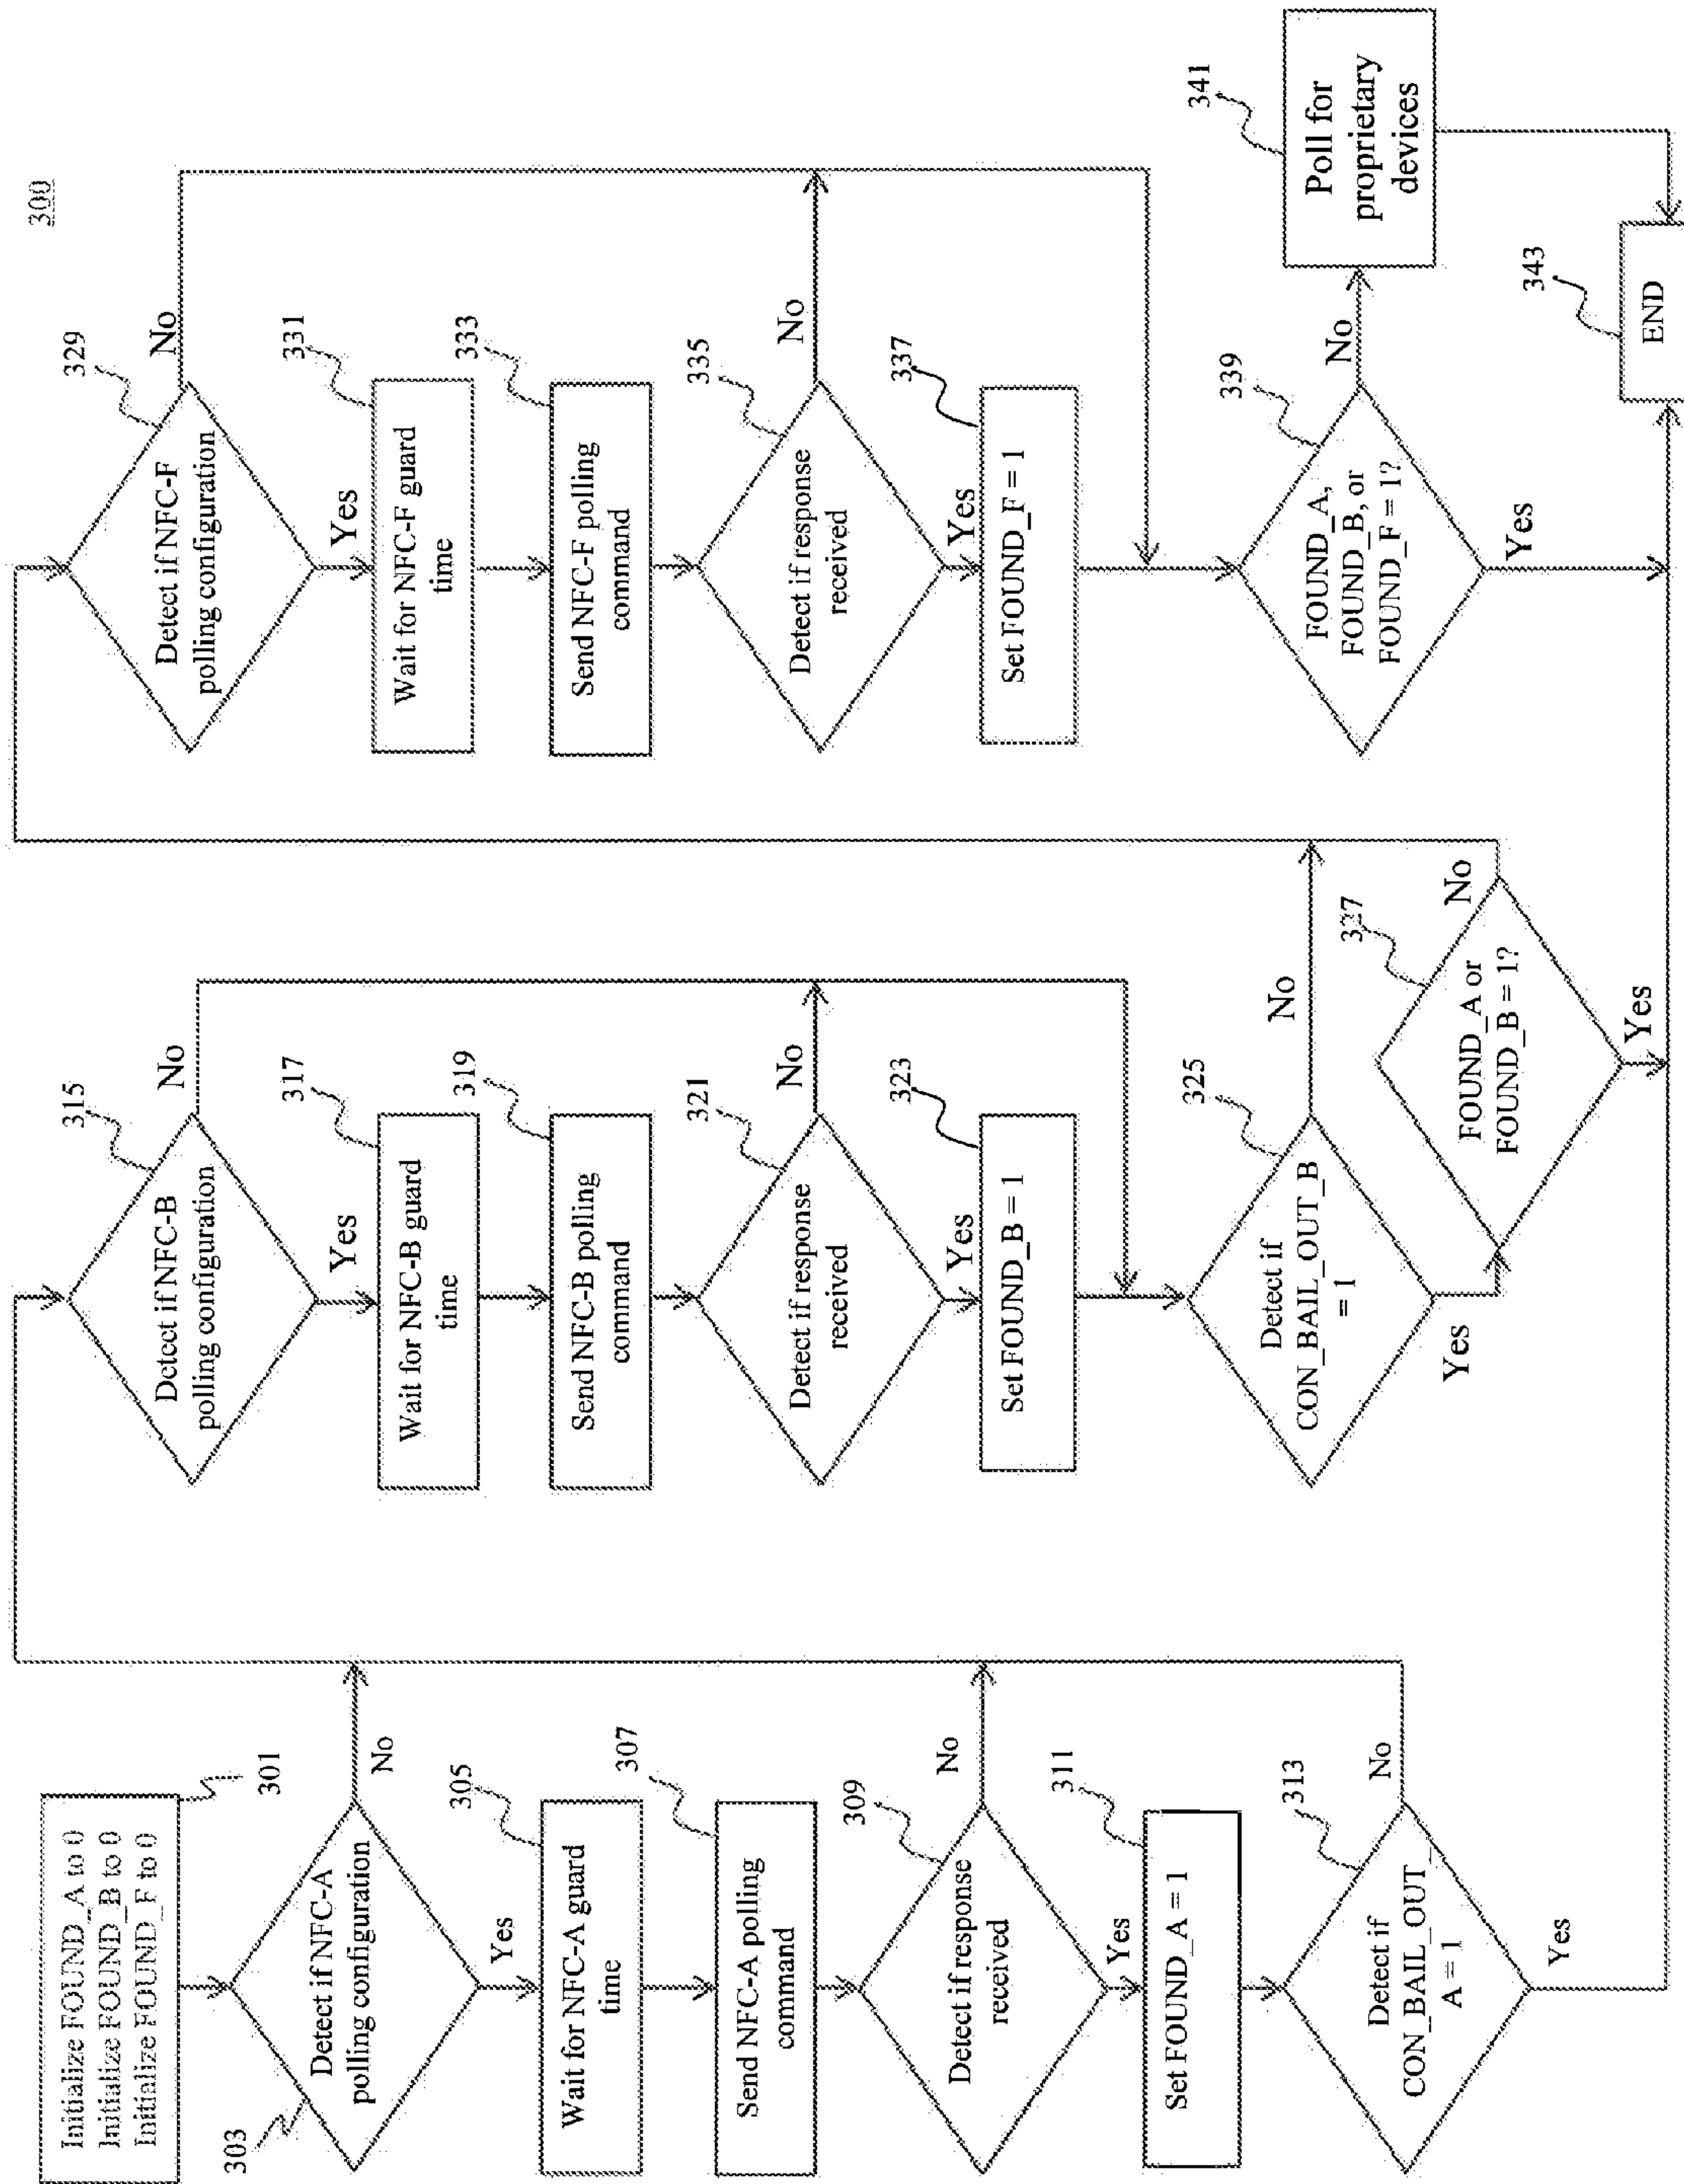 300
Initialize FOUND_A to 0
Initialize FOUND_B to 0
Initialize FOUND_F to 0
301
303
Detect if NFC-A
polling configuration
No
Yes
305
Wait for NFC-A guard
time
307
Send NFC-A polling
command
309
Detect if response
received
No
Yes
311
Set FOUND_A = 1
313
Detect if
CON_BAIL_OUT_
A = 1
No
Yes
315
Detect if NFC-B
polling configuration
No
Yes
317
Wait for NFC-B guard
time
319
Send NFC-B polling
command
321
Detect if response
received
No
Yes
323
Set FOUND_B = 1
325
Detect if
CON_BAIL_OUT_B
= 1
No
Yes
327
FOUND_A or
FOUND_B = 1?
No
Yes
329
Detect if NFC-F
polling configuration
No
Yes
331
Wait for NFC-F guard
time
333
Send NFC-F polling
command
335
Detect if response
received
No
Yes
337
Set FOUND_F = 1
339
FOUND_A,
FOUND_B, or
FOUND_F = 1?
No
Yes
341
Poll for
proprietary
devices
343
END